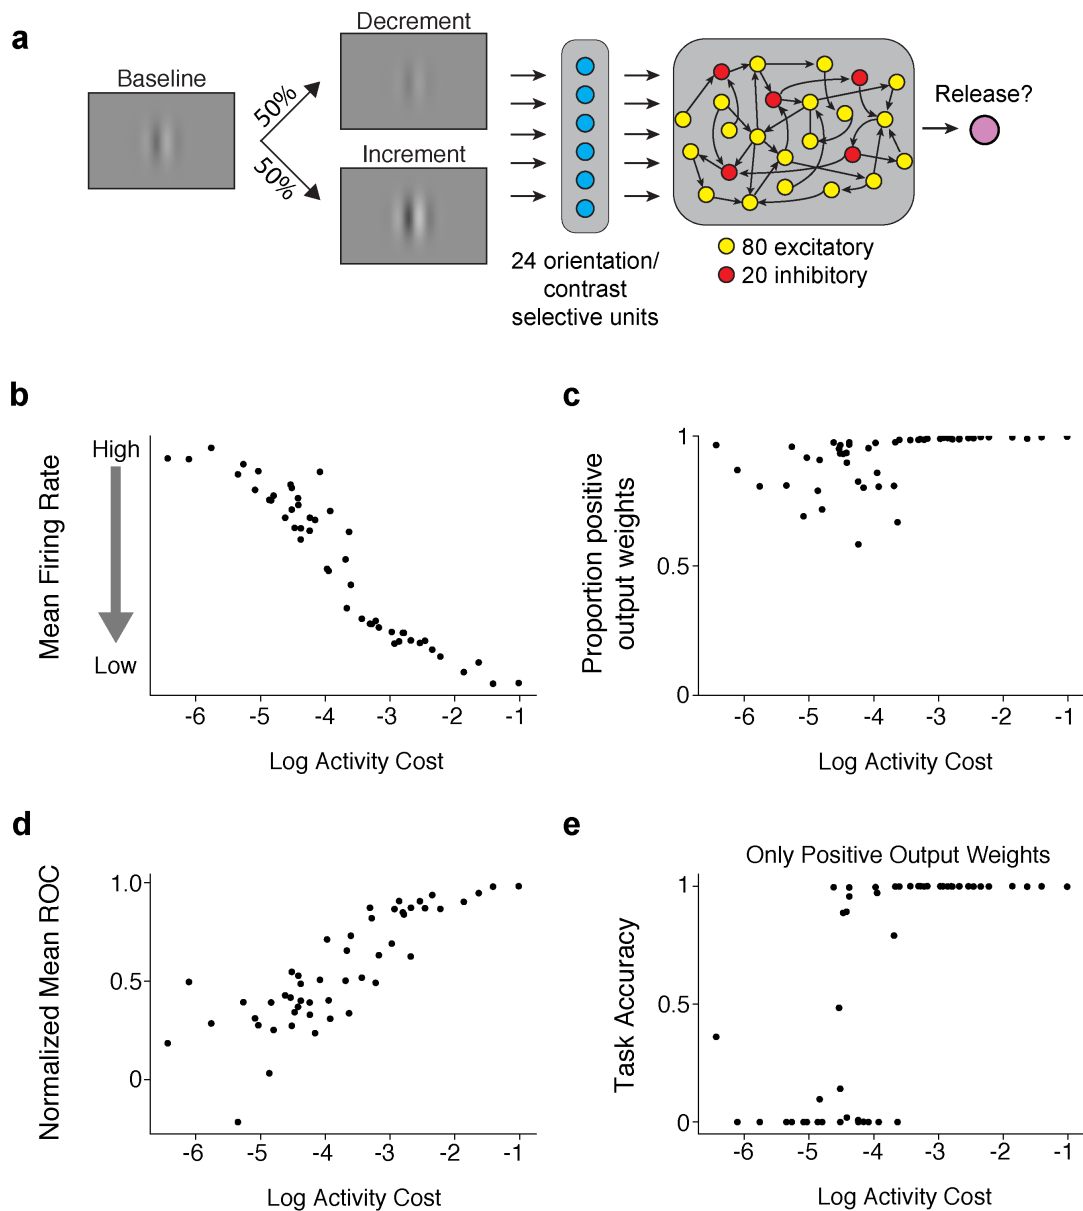 a
Baseline
Decrement
50%
50%
Increment
24 orientation/
contrast
selective units
80 excitatory
20 inhibitory
Release?
b
Mean Firing Rate
High
Low
-6 -5 -4 -3 -2 -1
Log Activity Cost
c
Proportion positive
output weights
1
0.5
0
-6 -5 -4 -3 -2 -1
Log Activity Cost
d
Normalized Mean ROC
1.0
0.5
0
-6 -5 -4 -3 -2 -1
Log Activity Cost
e
Only Positive Output Weights
Task Accuracy
1
0.5
0
-6 -5 -4 -3 -2 -1
Log Activity Cost